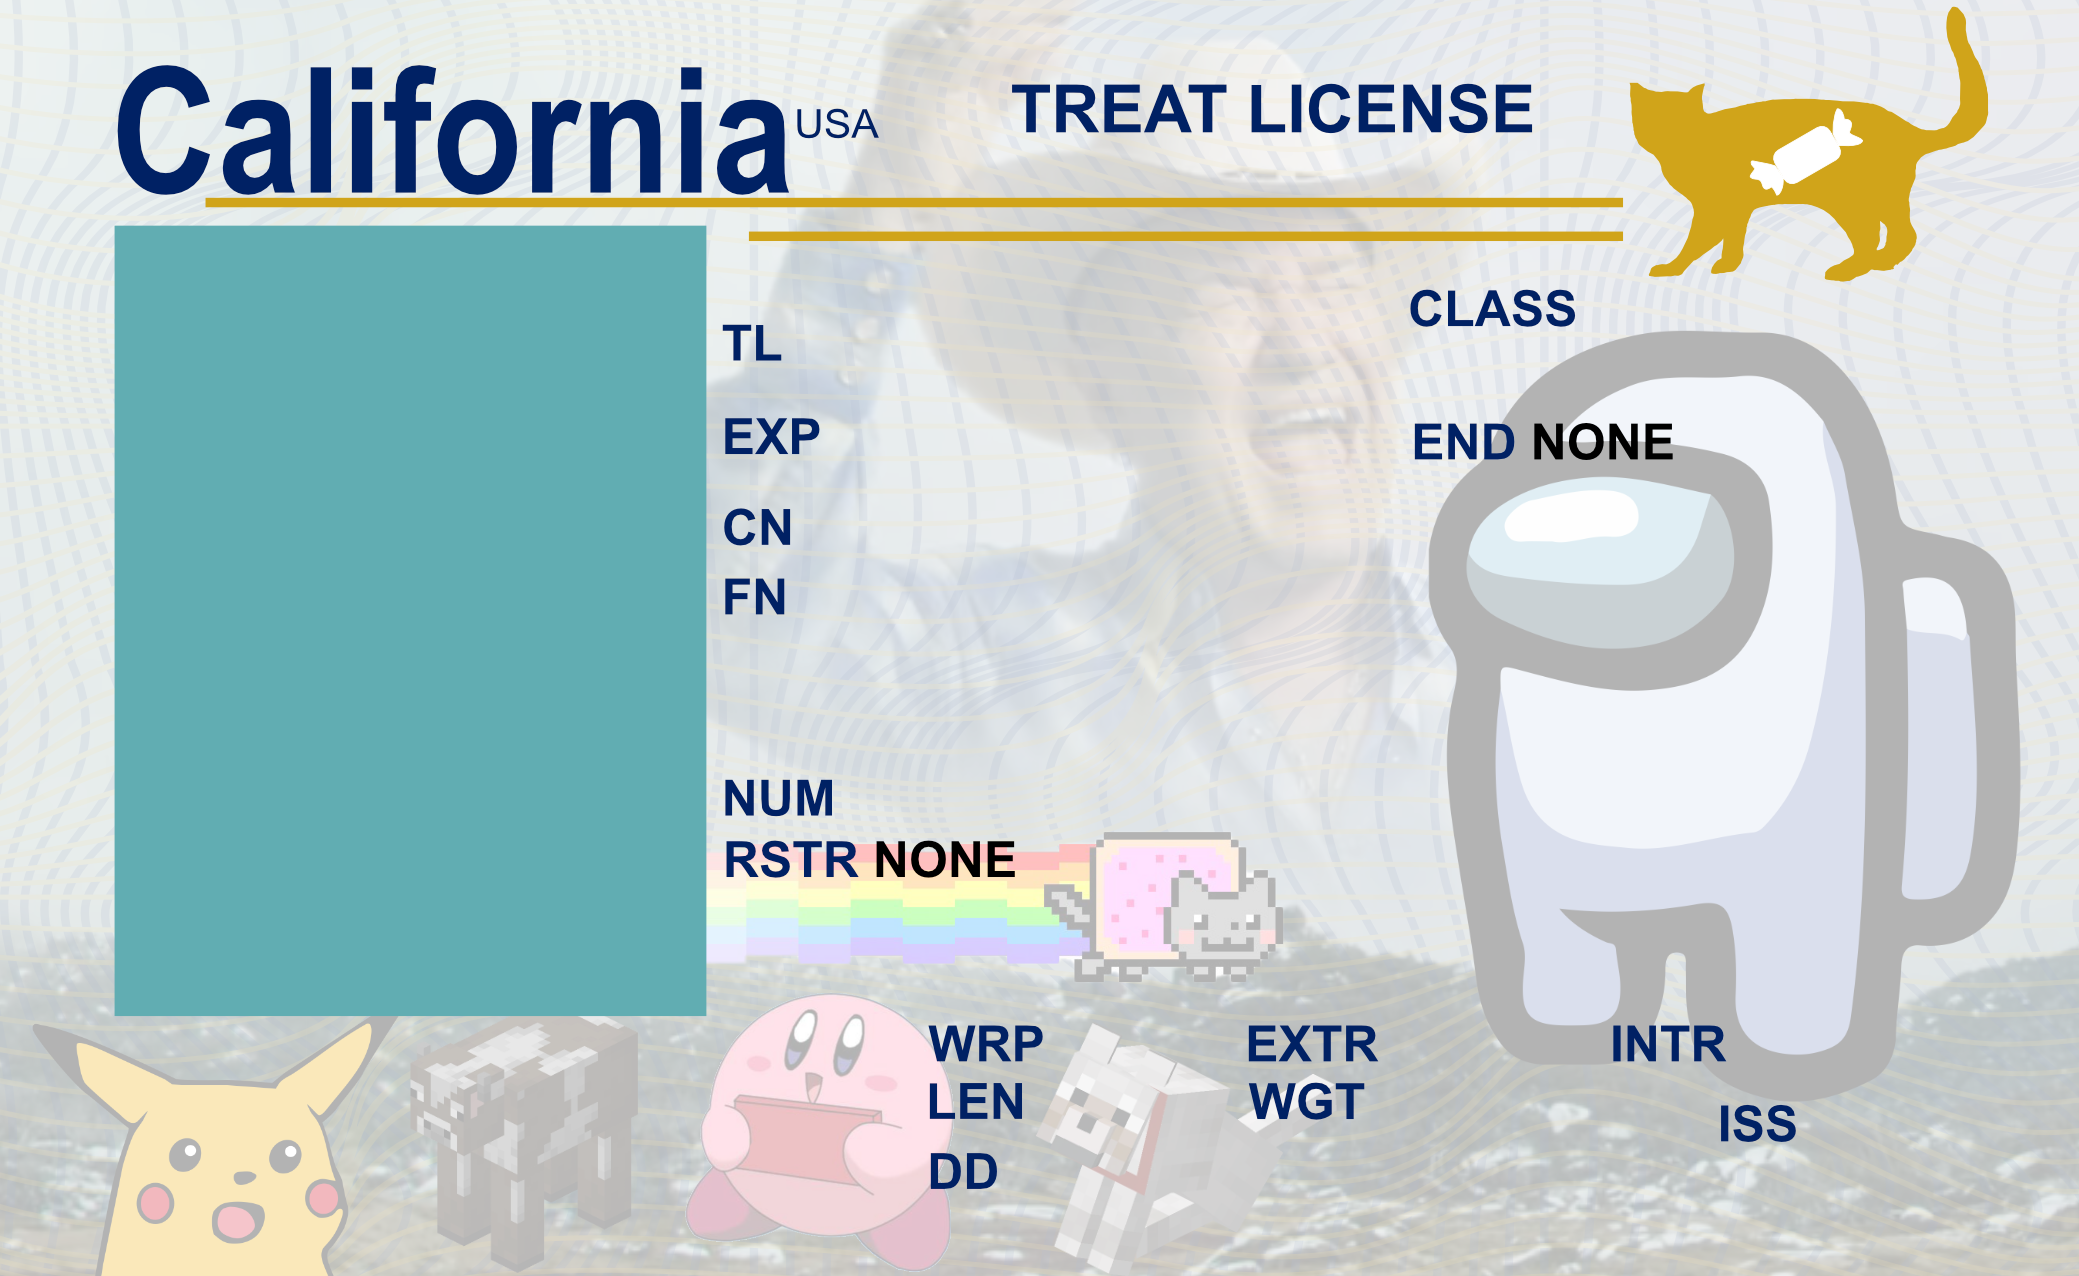 California USA
TREAT LICENSE
CLASS
TL
EXP
END NONE
CN
FN
NUM
RSTR NONE
WRP EXTR INTR
LEN WGT
ISS
DD